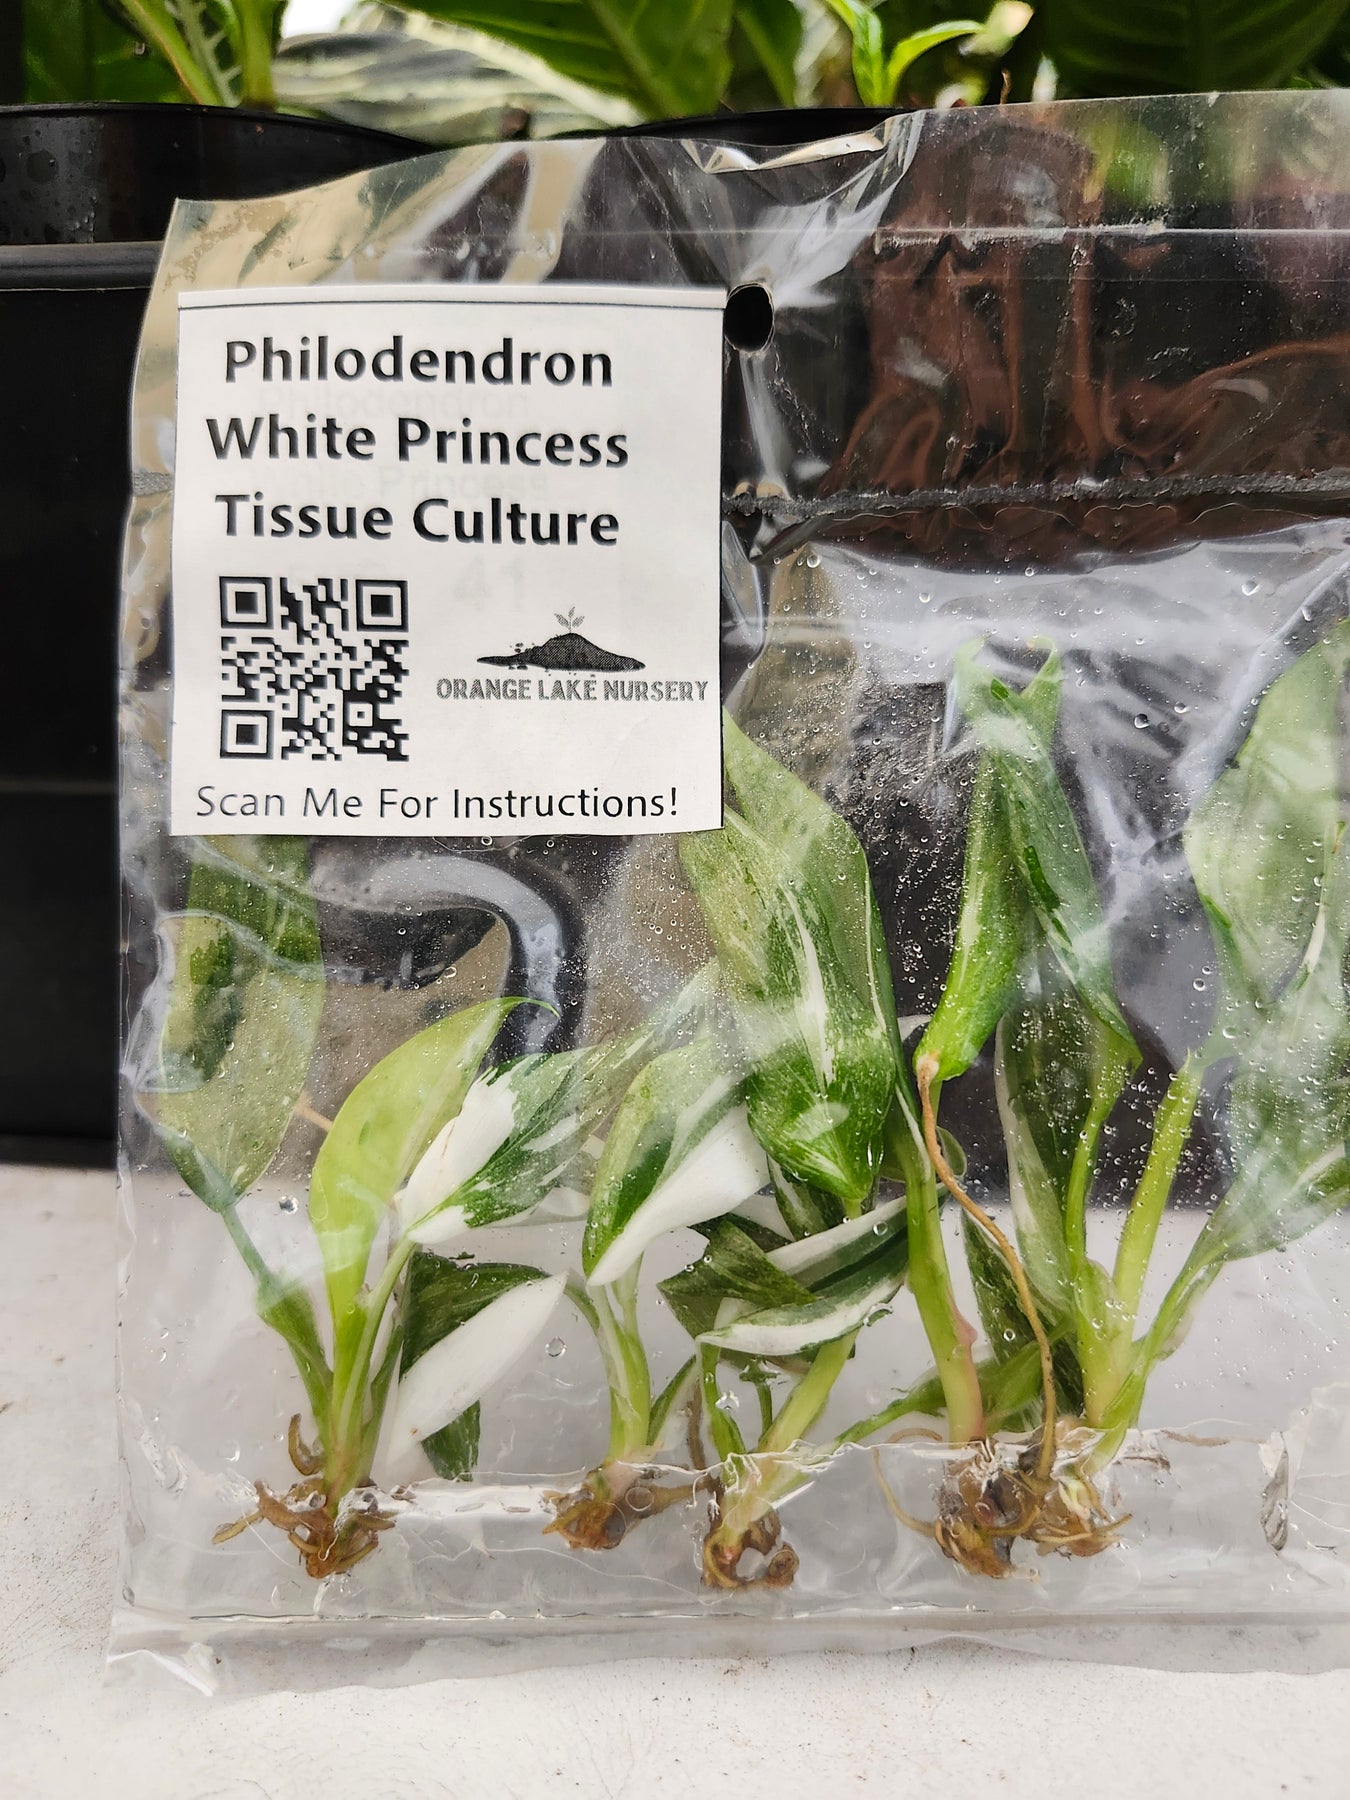 Philodendron
White Princess
Tissue Culture
ORANGE LAKE NURSERY
Scan Me For Instructions!